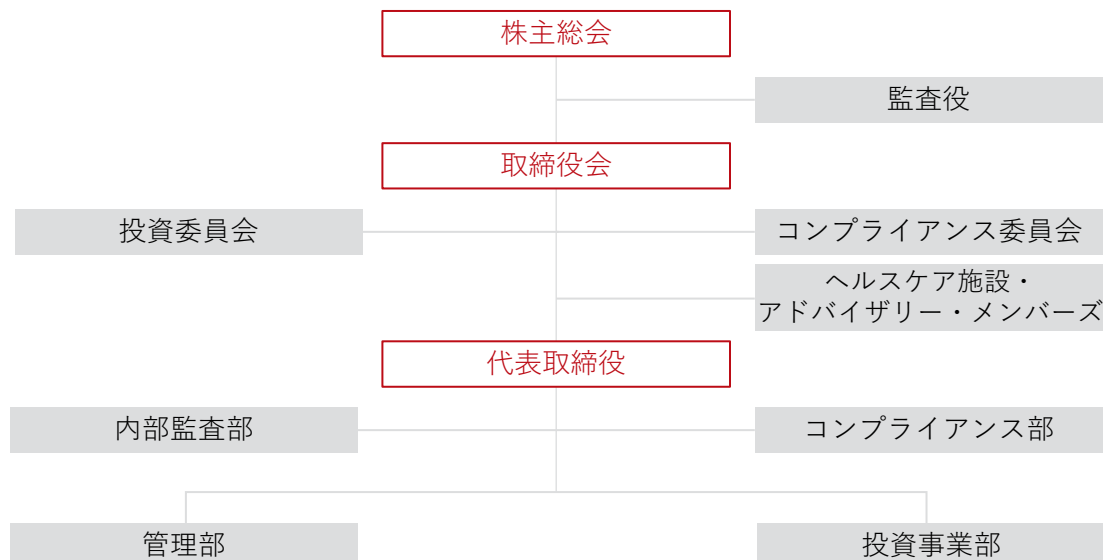 株主総会
監査役
取締役会
投資委員会
コンプライアンス委員会
ヘルスケア施設・
アドバイザリー・メンバーズ
代表取締役
内部監査部
コンプライアンス部
管理部
投資事業部